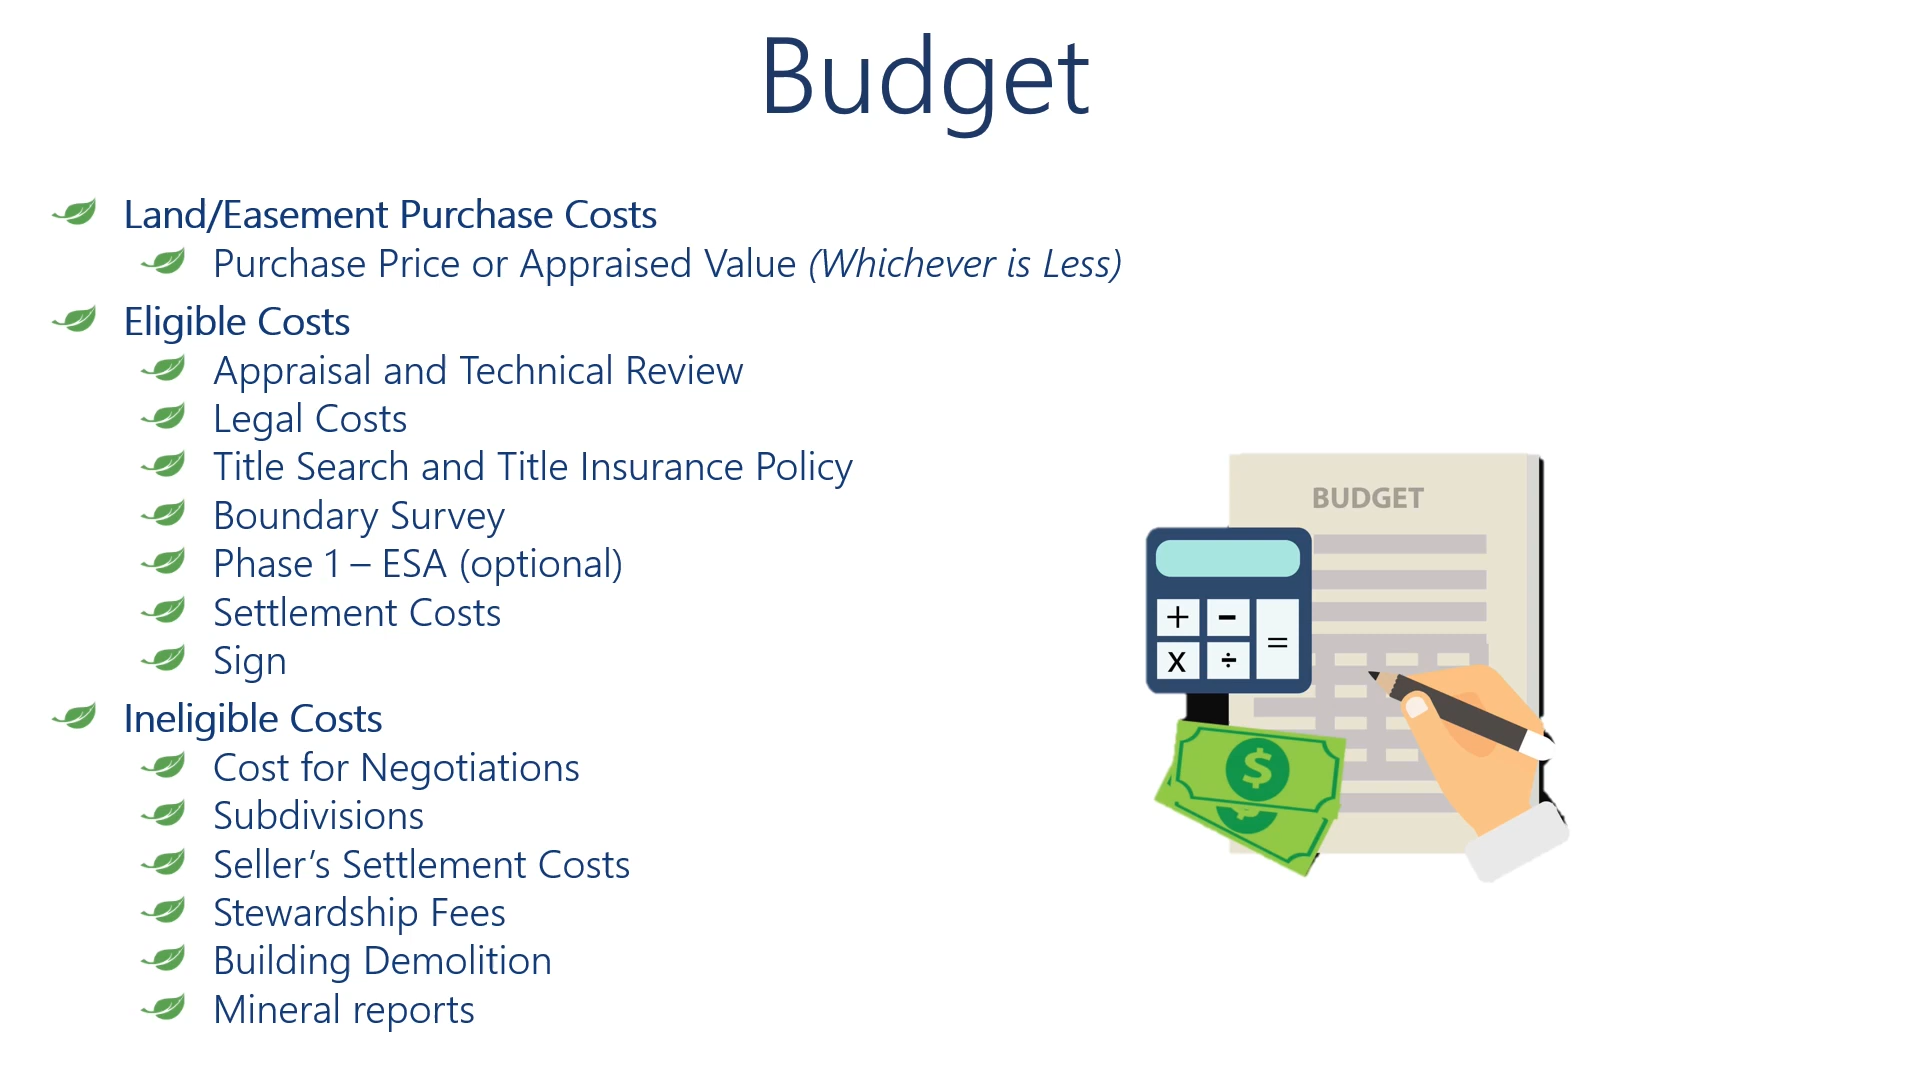 Budget
Land/Easement Purchase Costs
Purchase Price or Appraised Value (Whichever is Less)
Eligible Costs
Appraisal and Technical Review
Legal Costs
Title Search and Title Insurance Policy
Boundary Survey
Phase 1 – ESA (optional)
Settlement Costs
Sign
Ineligible Costs
Cost for Negotiations
Subdivisions
Seller’s Settlement Costs
Stewardship Fees
Building Demolition
Mineral reports
BUDGET
+ − =
x ÷
$